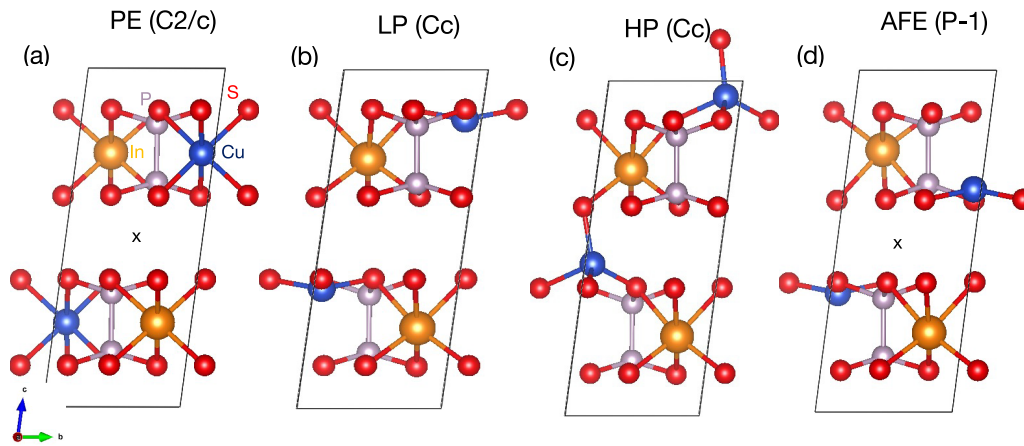 PE (C2/c)
LP (Cc)
HP (Cc)
AFE (P-1)
(a)
(b)
(c)
(d)
P
S
In
Cu
x
x
c
b